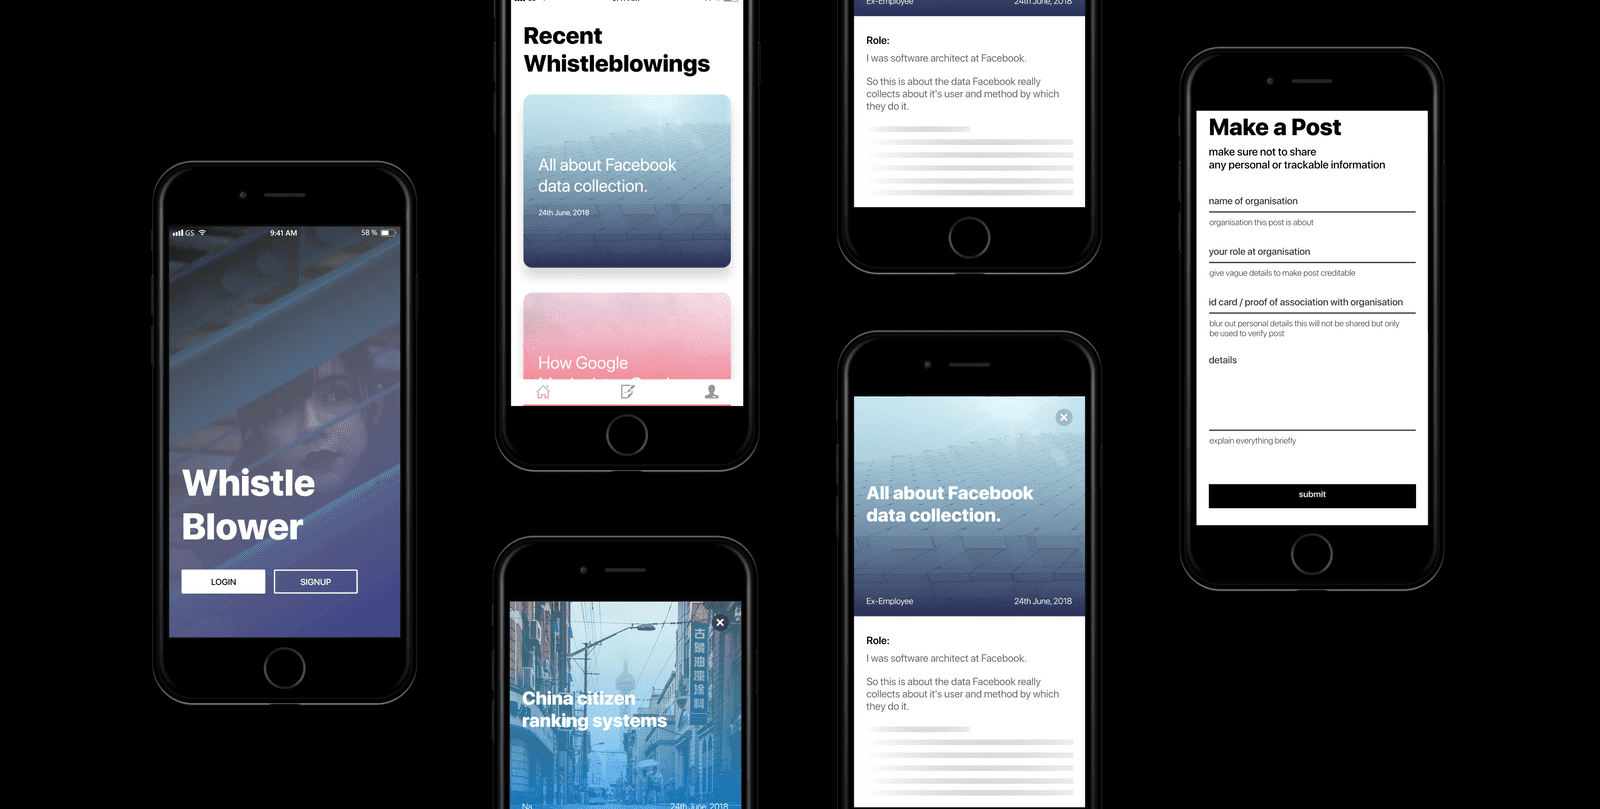 GS
9:41 AM
58 %
Whistle
Blower
LOGIN
SIGNUP
Recent
Whistleblowings
All about Facebook
data collection.
24th June, 2018
How Google
China citizen
ranking systems
古象油漆涂料
Na
24th June, 2018
Ex-Employee
24th June, 2018
Role:
I was software architect at Facebook.
So this is about the data Facebook really
collects about it's user and method by which
they do it.
All about Facebook
data collection.
Ex-Employee
24th June, 2018
Role:
I was software architect at Facebook.
So this is about the data Facebook really
collects about it's user and method by which
they do it.
Make a Post
make sure not to share
any personal or trackable information
name of organisation
organisation this post is about
your role at organisation
give vague details to make post creditable
id card / proof of association with organisation
blur out personal details this will not be shared but only
be used to verify post
details
explain everything briefly
submit